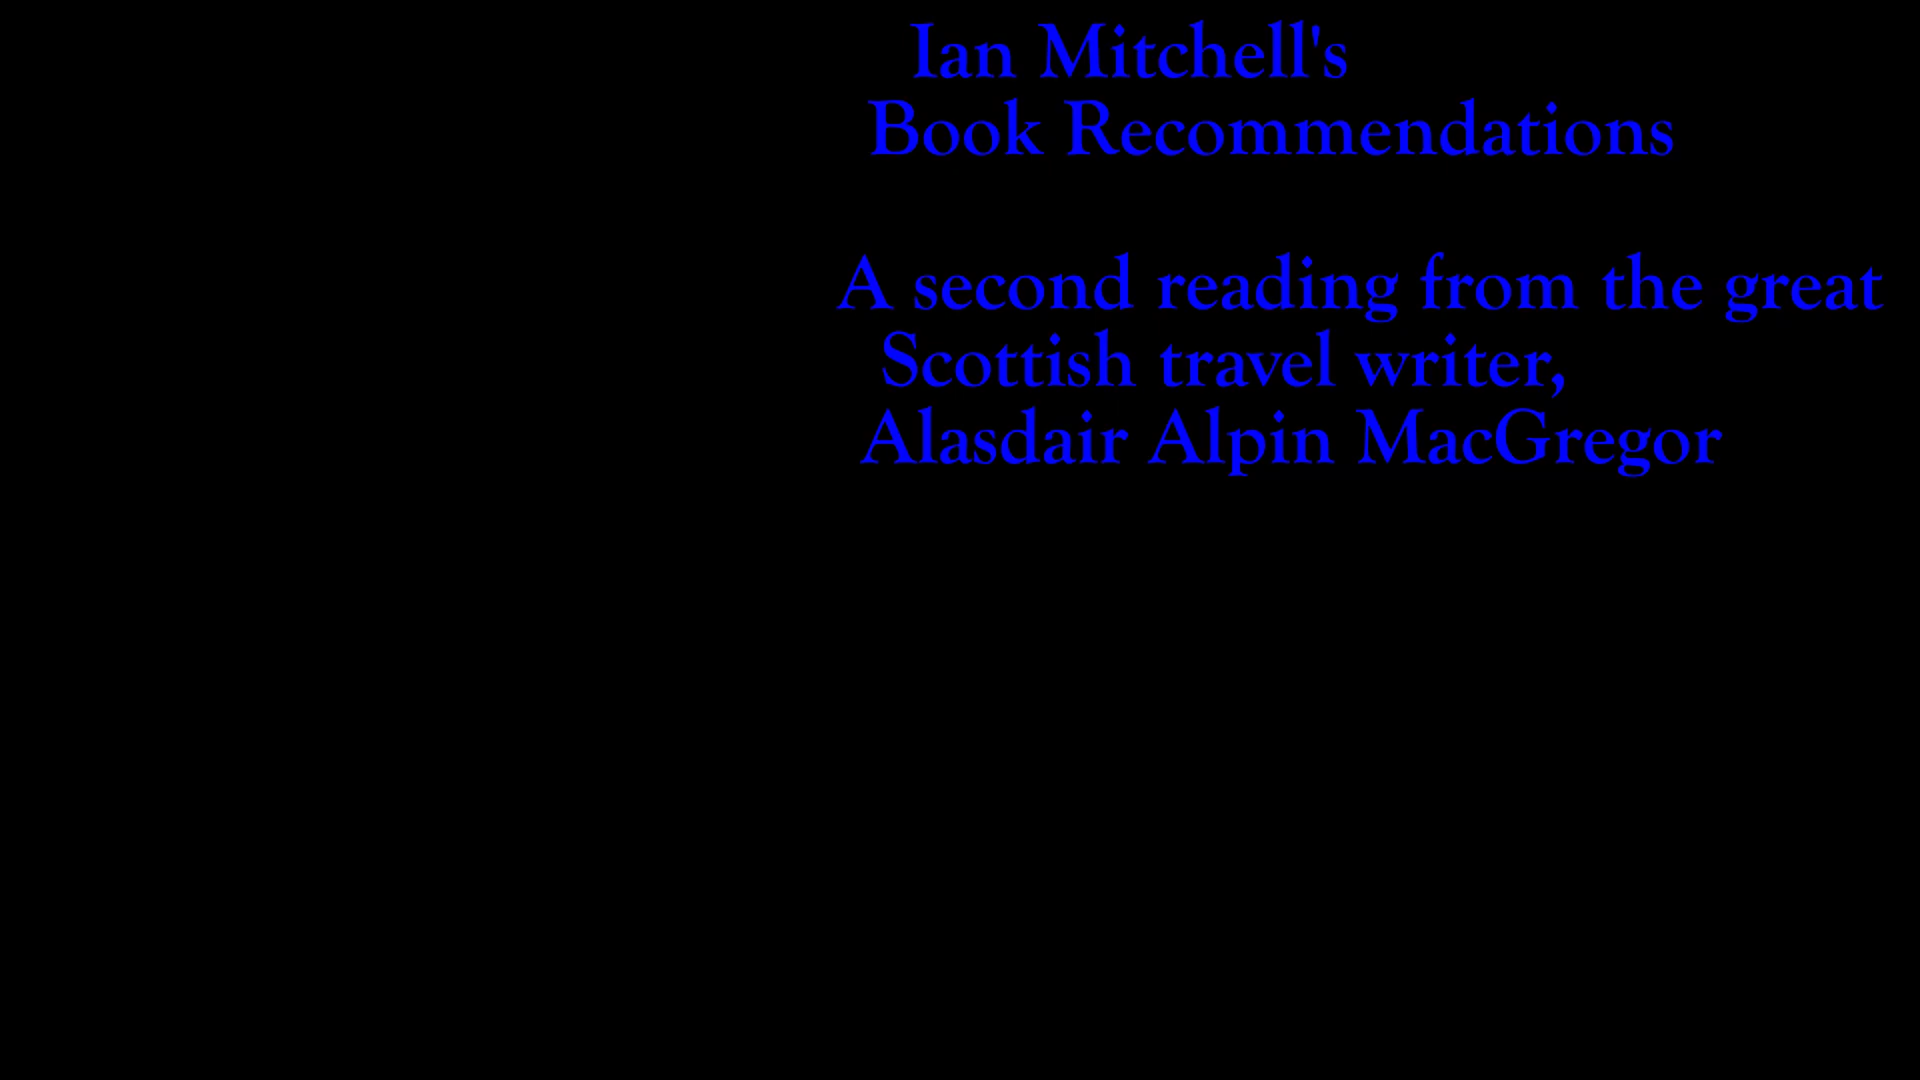 Ian Mitchell's
Book Recommendations
A second reading from the great
Scottish travel writer,
Alasdair Alpin MacGregor